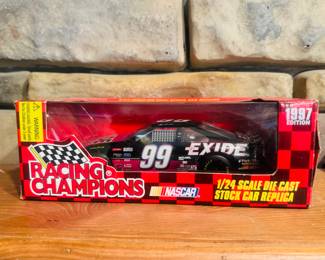 WARNING:
1997
EDITION
99
EXIDE
RACING
CHAMPIONS
NASCAR
1/24 SCALE DIE CAST
STOCK CAR REPLICA